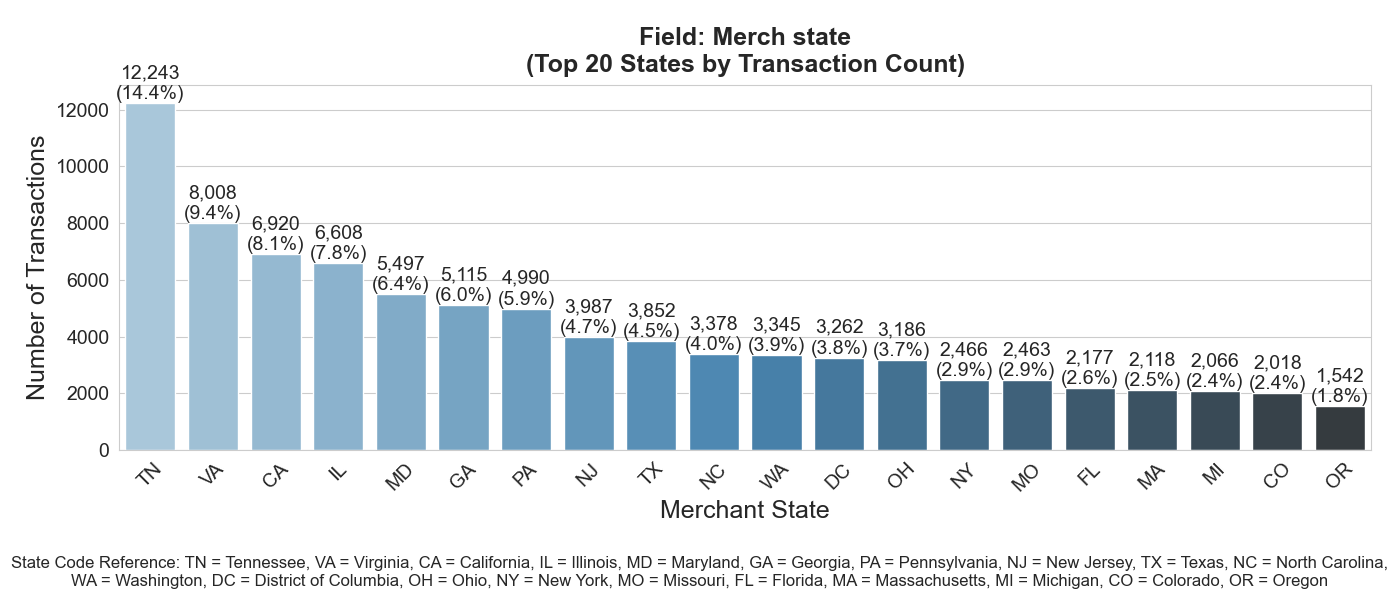 Field: Merch state
(Top 20 States by Transaction Count)
Number of Transactions
12000
10000
8000
6000
4000
2000
0
12,243
(14.4%)
8,008
(9.4%)
6,920
(8.1%)
6,608
(7.8%)
5,497
(6.4%)
5,115
(6.0%)
4,990
(5.9%)
3,987
(4.7%)
3,852
(4.5%)
3,378
(4.0%)
3,345
(3.9%)
3,262
(3.8%)
3,186
(3.7%)
2,466
(2.9%)
2,463
(2.9%)
2,177
(2.6%)
2,118
(2.5%)
2,066
(2.4%)
2,018
(2.4%)
1,542
(1.8%)
TN
VA
CA
IL
MD
GA
PA
NJ
TX
NC
WA
DC
OH
NY
MO
FL
MA
MI
CO
OR
Merchant State
State Code Reference: TN = Tennessee, VA = Virginia, CA = California, IL = Illinois, MD = Maryland, GA = Georgia, PA = Pennsylvania, NJ = New Jersey, TX = Texas, NC = North Carolina,
WA = Washington, DC = District of Columbia, OH = Ohio, NY = New York, MO = Missouri, FL = Florida, MA = Massachusetts, MI = Michigan, CO = Colorado, OR = Oregon